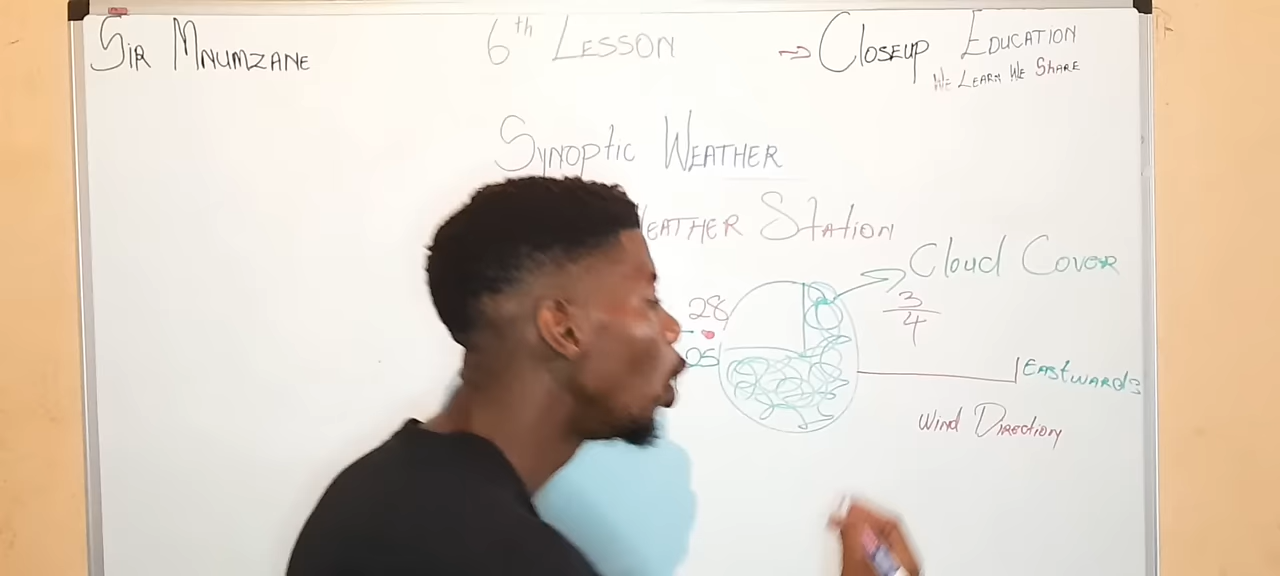 Sir Mnumzane
6th Lesson
Closeup Education
We Learn We Share
Synoptic Weather
Weather Station
Cloud Cover
28
3/4
05
Eastwards
Wind Direction